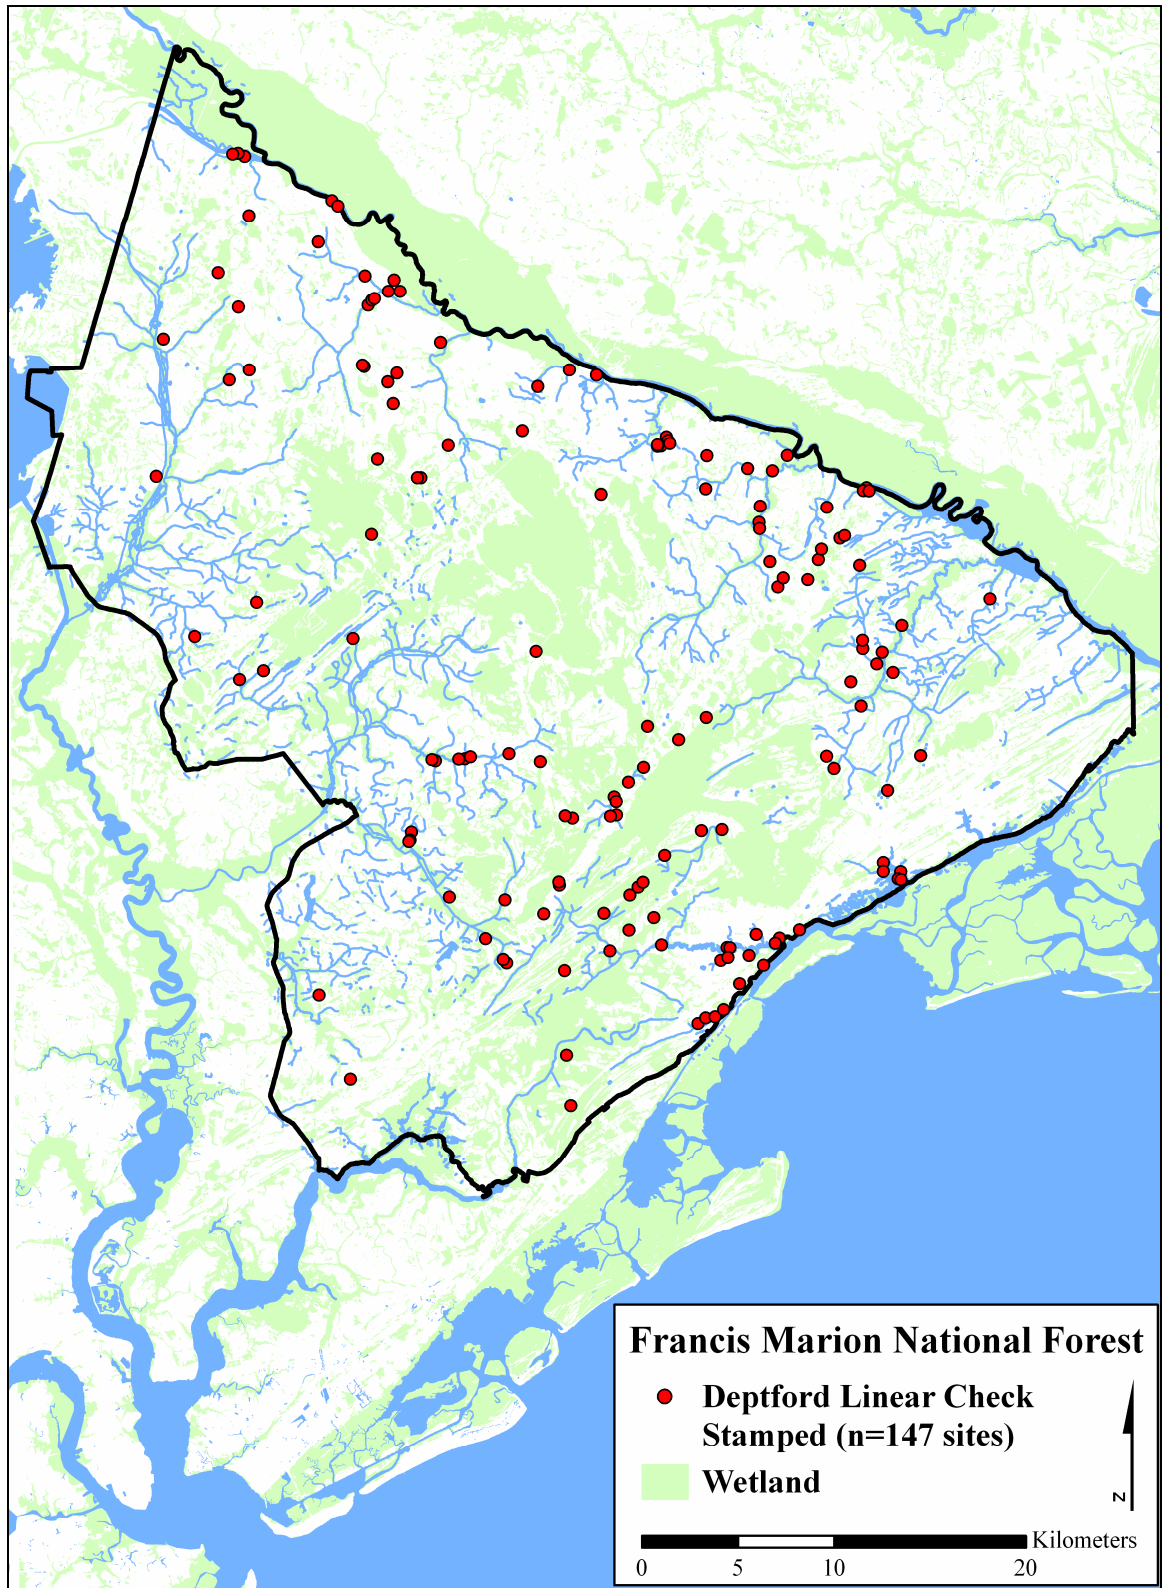 Francis Marion National Forest
Deptford Linear Check
Stamped (n=147 sites)
Wetland
N
Kilometers
0 5 10 20